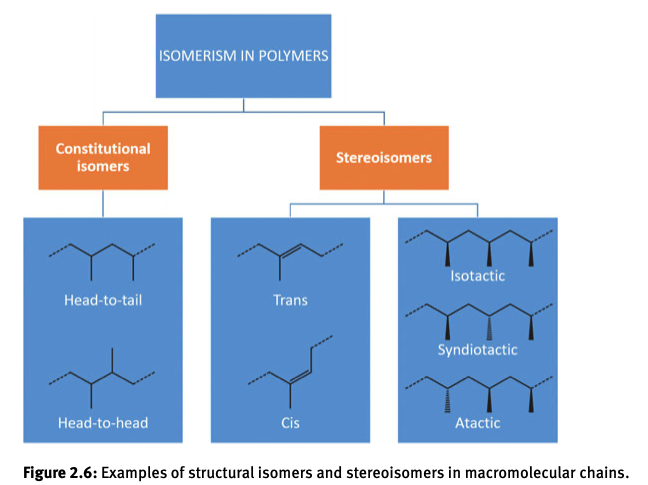 ISOMERISM IN POLYMERS
Constitutional
isomers
Stereoisomers
Head-to-tail
Head-to-head
Trans
Cis
Isotactic
Syndiotactic
Atactic
Figure 2.6: Examples of structural isomers and stereoisomers in macromolecular chains.